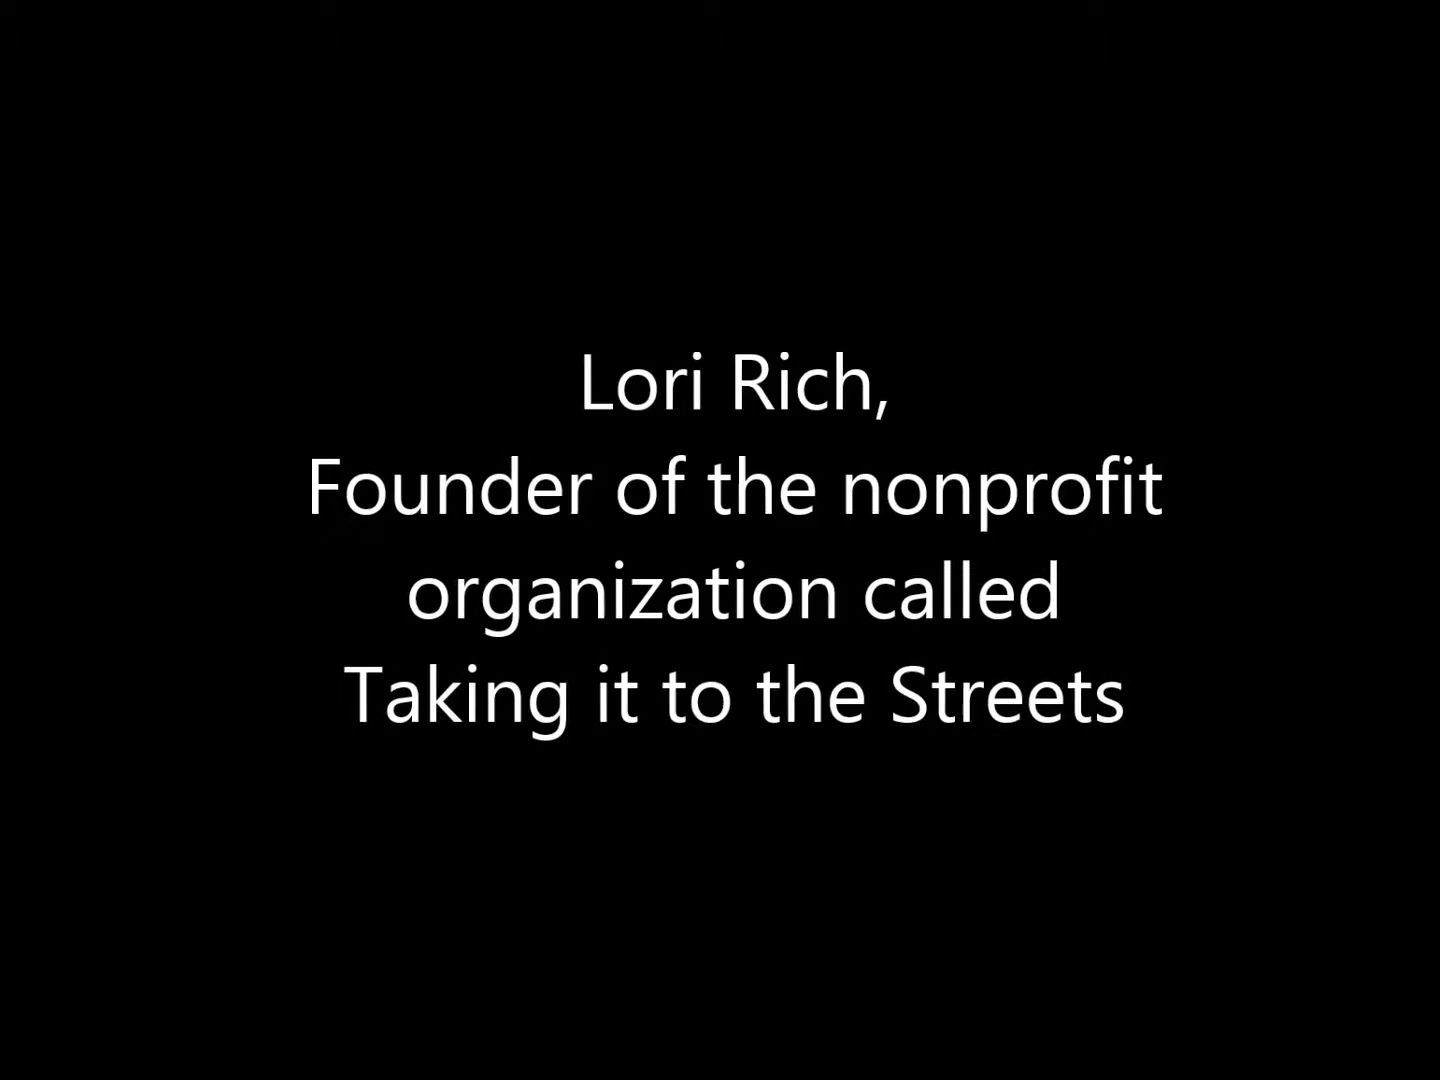 Lori Rich,
Founder of the nonprofit
organization called
Taking it to the Streets